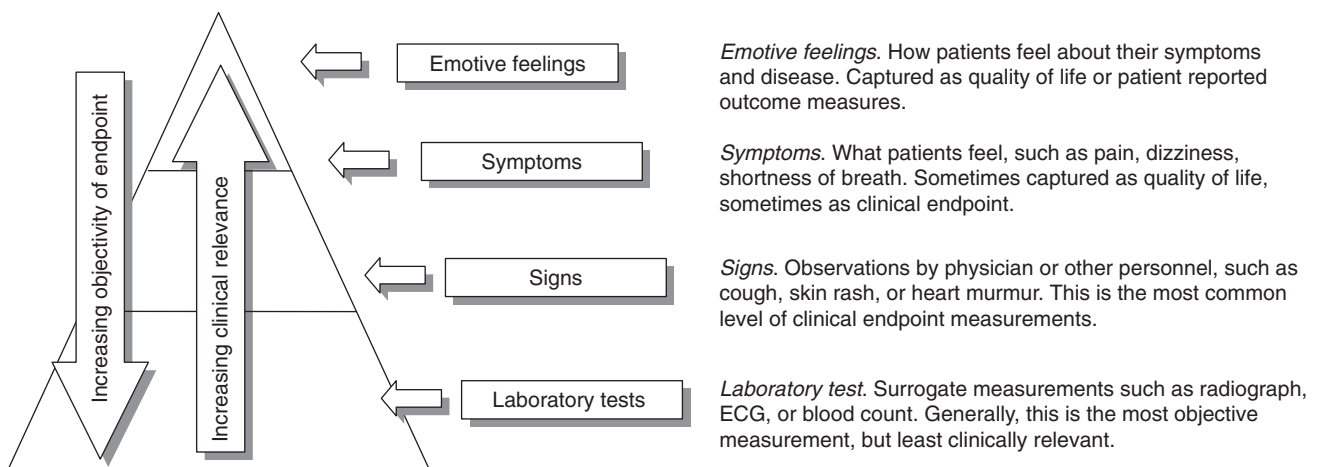 Increasing objectivity of endpoint
Increasing clinical relevance
Emotive feelings
Emotive feelings. How patients feel about their symptoms
and disease. Captured as quality of life or patient reported
outcome measures.
Symptoms
Symptoms. What patients feel, such as pain, dizziness,
shortness of breath. Sometimes captured as quality of life,
sometimes as clinical endpoint.
Signs
Signs. Observations by physician or other personnel, such as
cough, skin rash, or heart murmur. This is the most common
level of clinical endpoint measurements.
Laboratory tests
Laboratory test. Surrogate measurements such as radiograph,
ECG, or blood count. Generally, this is the most objective
measurement, but least clinically relevant.